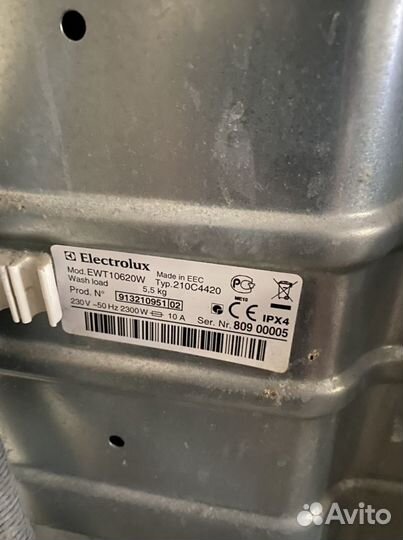 Electrolux
Mod. EWT10620W Made in EEC
Wash load Typ. 210C4420
5,5 kg
Prod. N° 913210951 02
ME10
230 V ~50 Hz 2300 W 10 A IPX4
Ser. Nr. 809 00005
Avito